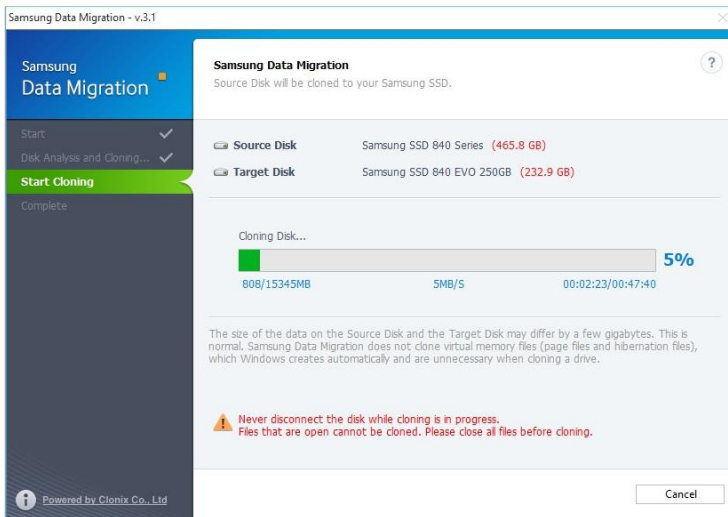 Samsung Data Migration - v.3.1
Samsung
Data Migration
Samsung Data Migration
Source Disk will be cloned to your Samsung SSD.
?
Start
Disk Analysis and Cloning...
Start Cloning
Complete
Source Disk Samsung SSD 840 Series (465.8 GB)
Target Disk Samsung SSD 840 EVO 250GB (232.9 GB)
Cloning Disk...
5%
808/15345MB 5MB/S 00:02:23/00:47:40
The size of the data on the Source Disk and the Target Disk may differ by a few gigabytes. This is
normal. Samsung Data Migration does not clone virtual memory files (page files and hibernation files),
which Windows creates automatically and are unnecessary when cloning a drive.
Never disconnect the disk while cloning is in progress.
Files that are open cannot be cloned. Please close all files before cloning.
Powered by Clonix Co., Ltd
Cancel